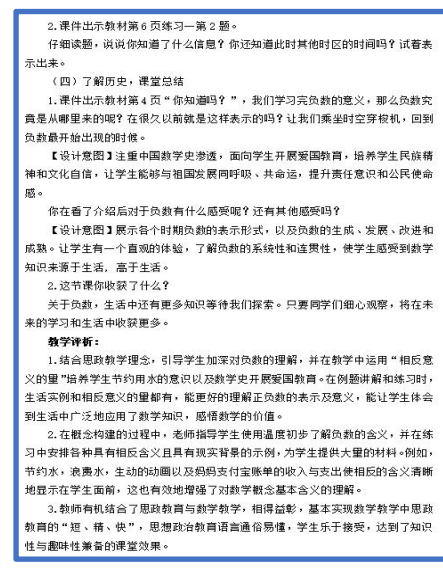 2.课件出示教材第6页练习一第2题。
仔细读题，说说你知道了什么信息？你还知道此时其他时区的时间吗？试着表
示出来。
（四）了解历史，课堂总结
1.课件出示教材第4页“你知道吗？”，我们学习完负数的意义，那么负数究
竟是从哪里来的呢？在很久以前就是这样表示的吗？让我们乘坐时空穿梭机，回到
负数最开始出现的时候。
【设计意图】注重中国数学史渗透，面向学生开展爱国教育，培养学生民族精
神和文化自信，让学生能够与祖国发展同呼吸、共命运，提升责任意识和公民使命
感。
你在看了介绍后对于负数有什么感受呢？还有其他感受吗？
【设计意图】展示各个时期负数的表示形式，以及负数的生成、发展、改进和
成熟。让学生有一个直观的体验，了解负数的系统性和连贯性，使学生感受到数学
知识来源于生活，高于生活。
2.这节课你收获了什么？
关于负数，生活中还有更多知识等待我们探索。只要同学们细心观察，将在未
来的学习和生活中收获更多。
教学评析：
1.结合思政教学理念，引导学生加深对负数的理解，并在教学中运用“相反意
义的量”培养学生节约用水的意识以及数学史开展爱国教育。在例题讲解和练习时，
生活实例和相反意义的量都有，能更好的理解正负数的表示及意义，能让学生体会
到生活中广泛地应用了数学知识，感悟数学的价值。
2.在概念构建的过程中，老师指导学生使用温度初步了解负数的含义，并在练
习中安排各种具有相反含义且具有现实背景的示例，为学生提供大量的材料。例如，
节约水，浪费水，生动的动画以及妈妈支付宝账单的收入与支出使相反的含义清晰
地显示在学生面前，这也有效地增强了对数学概念基本含义的理解。
3.教师有机结合了思政教育与数学教学，相得益彰，基本实现数学教学中思政
教育的“短、精、快”，思想政治教育语言通俗易懂，学生乐于接受，达到了知识
性与趣味性兼备的课堂效果。